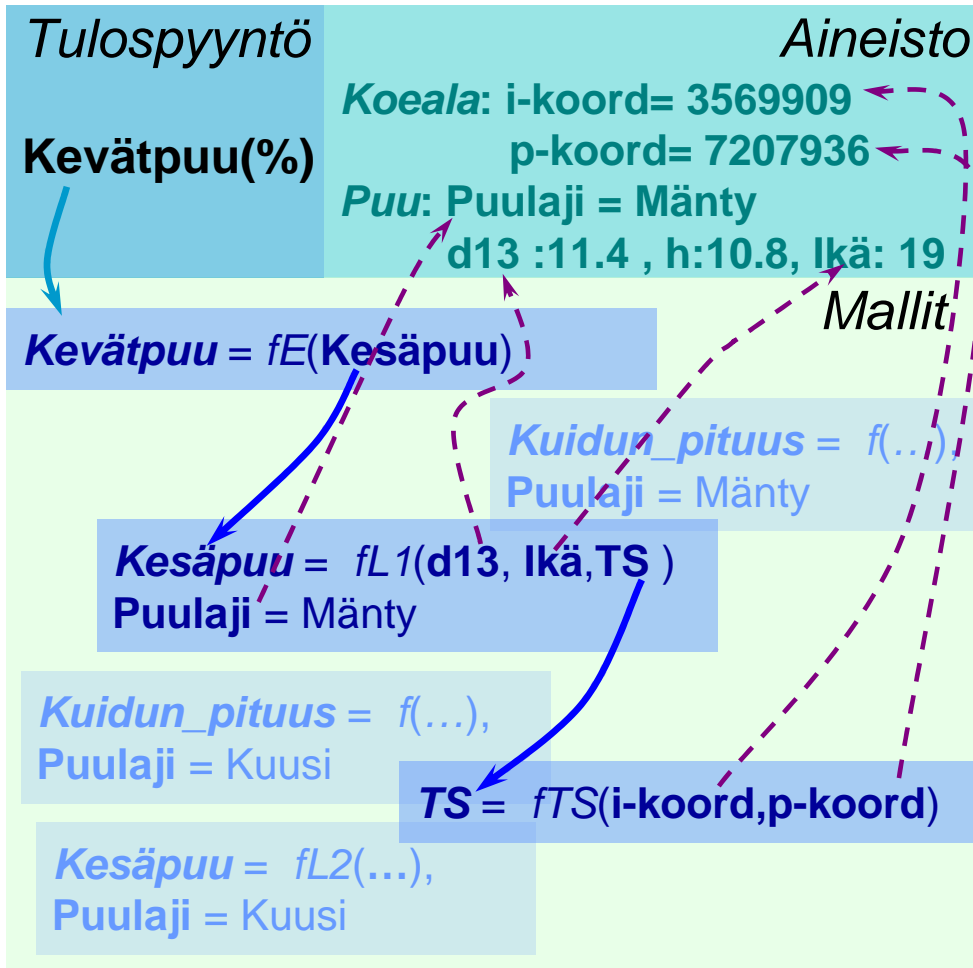 Tulospyyntö
Kevätpuu(%)
Aineisto
Koeala: i-koord= 3569909
p-koord= 7207936
Puu: Puulaji = Mänty
d13 :11.4 , h:10.8, Ikä: 19
Mallit
Kevätpuu = fE(Kesäpuu)
Kuidun_pituus = f(…),
Puulaji = Mänty
Kesäpuu = fL1(d13, Ikä,TS )
Puulaji = Mänty
Kuidun_pituus = f(…),
Puulaji = Kuusi
TS = fTS(i-koord,p-koord)
Kesäpuu = fL2(…),
Puulaji = Kuusi